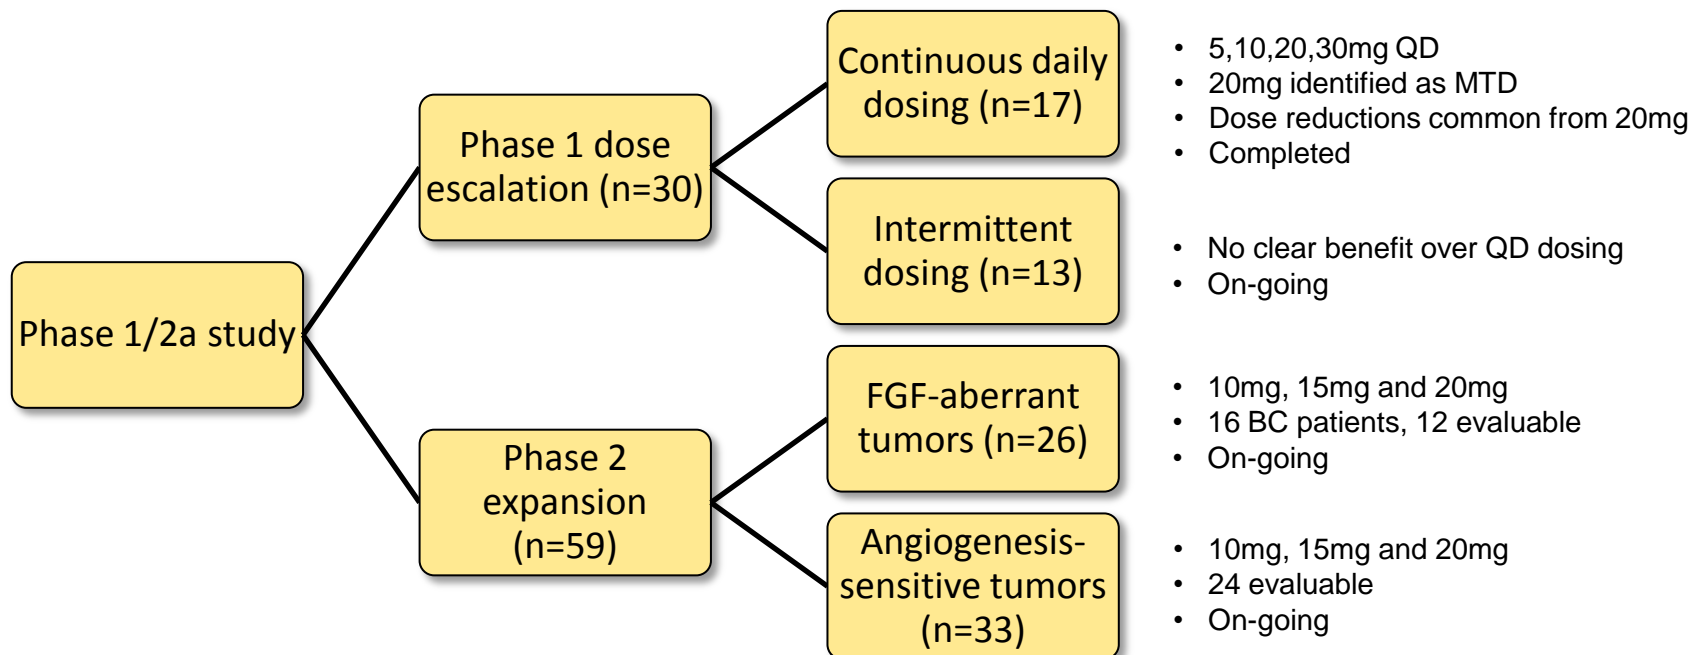 Phase 1/2a study
Phase 1 dose
escalation (n=30)
Phase 2
expansion
(n=59)
Continuous daily
dosing (n=17)
• 5,10,20,30mg QD
• 20mg identified as MTD
• Dose reductions common from 20mg
• Completed
Intermittent
dosing (n=13)
• No clear benefit over QD dosing
• On-going
FGF-aberrant
tumors (n=26)
• 10mg, 15mg and 20mg
• 16 BC patients, 12 evaluable
• On-going
Angiogenesis-
sensitive tumors
(n=33)
• 10mg, 15mg and 20mg
• 24 evaluable
• On-going